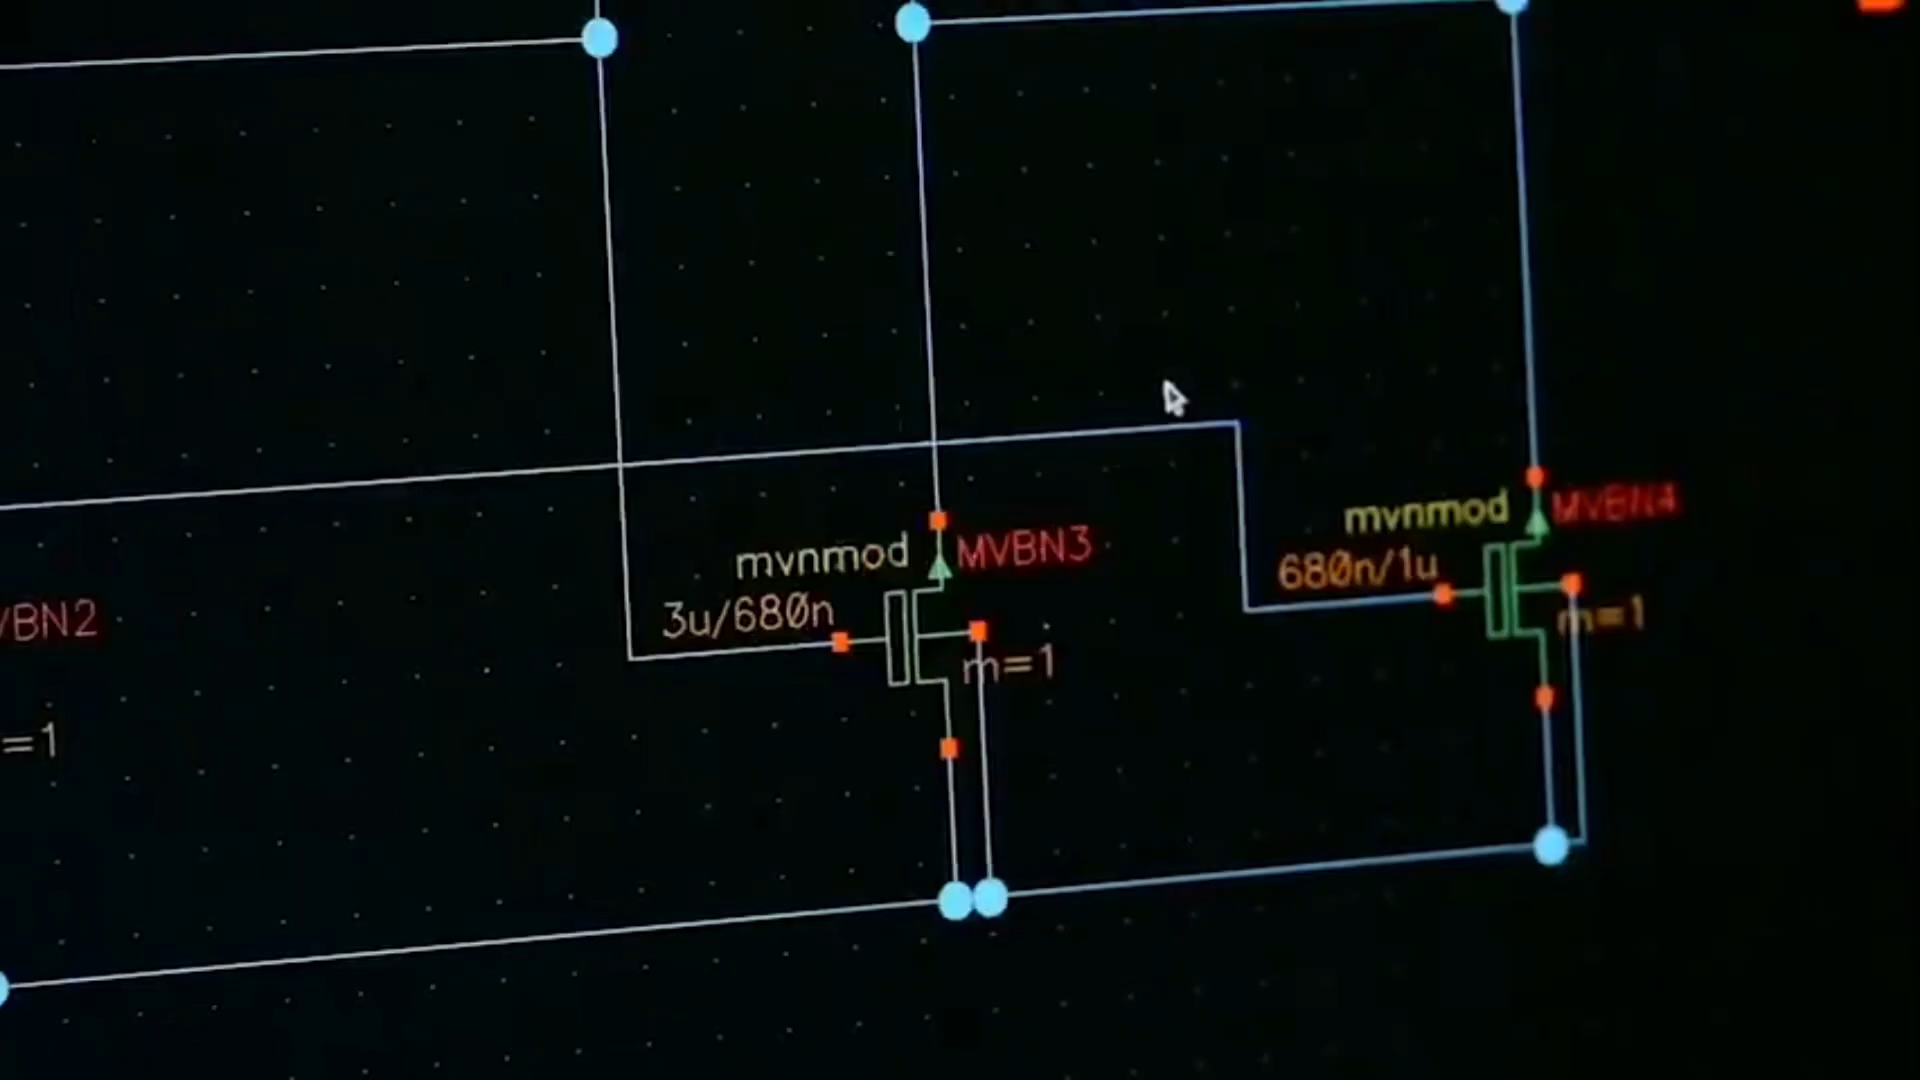 mvnmod MVBN4
680n/1u
m=1
mvnmod MVBN3
3u/680n
m=1
VBN2
=1